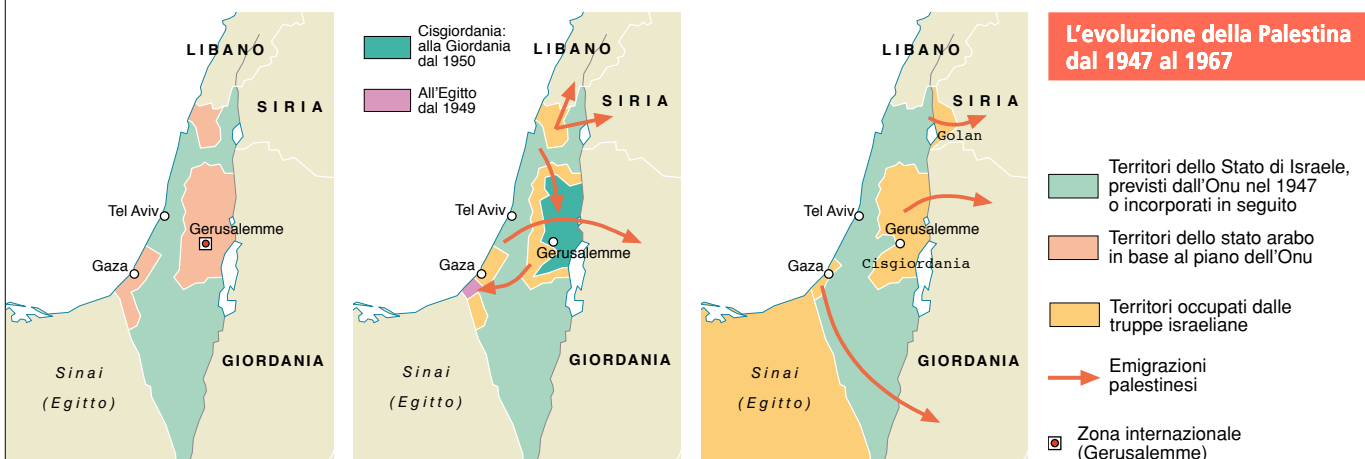 LIBANO
SIRIA
Tel Aviv
Gerusalemme
Gaza
GIORDANIA
Sinai
(Egitto)
Cisgiordania:
alla Giordania
dal 1950
All'Egitto
dal 1949
LIBANO
SIRIA
Tel Aviv
Gerusalemme
Gaza
GIORDANIA
Sinai
(Egitto)
LIBANO
SIRIA
Golan
Tel Aviv
Gerusalemme
Gaza
Cisgiordania
GIORDANIA
Sinai
(Egitto)
L'evoluzione della Palestina
dal 1947 al 1967
Territori dello Stato di Israele,
previsti dall'Onu nel 1947
o incorporati in seguito
Territori dello stato arabo
in base al piano dell'Onu
Territori occupati dalle
truppe israeliane
Emigrazioni
palestinesi
Zona internazionale
(Gerusalemme)